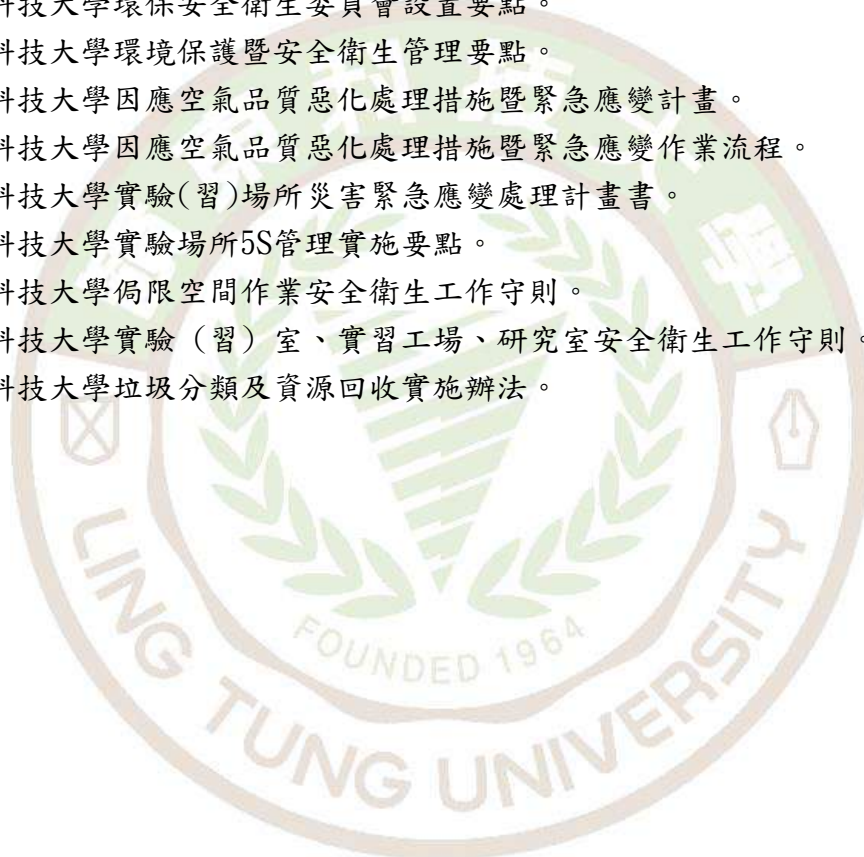 科技大學環保安全衛生委員會設置要點。
科技大學環境保護暨安全衛生管理要點。
科技大學因應空氣品質惡化處理措施暨緊急應變計畫。
科技大學因應空氣品質惡化處理措施暨緊急應變作業流程。
科技大學實驗(習)場所災害緊急應變處理計畫書。
科技大學實驗場所5S管理實施要點。
科技大學侷限空間作業安全衛生工作守則。
科技大學實驗（習）室、實習工場、研究室安全衛生工作守則。
科技大學垃圾分類及資源回收實施辦法。
FOUNDED 1964
LING TUNG UNIVERSITY